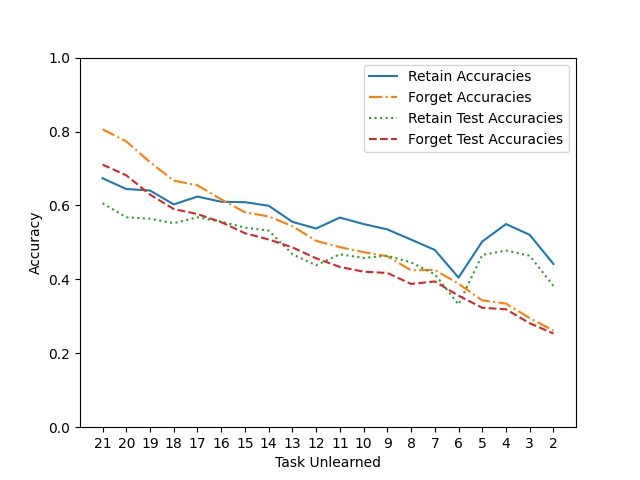 1.0
0.8
0.6
0.4
0.2
0.0
Accuracy
Retain Accuracies
Forget Accuracies
Retain Test Accuracies
Forget Test Accuracies
21 20 19 18 17 16 15 14 13 12 11 10 9 8 7 6 5 4 3 2
Task Unlearned